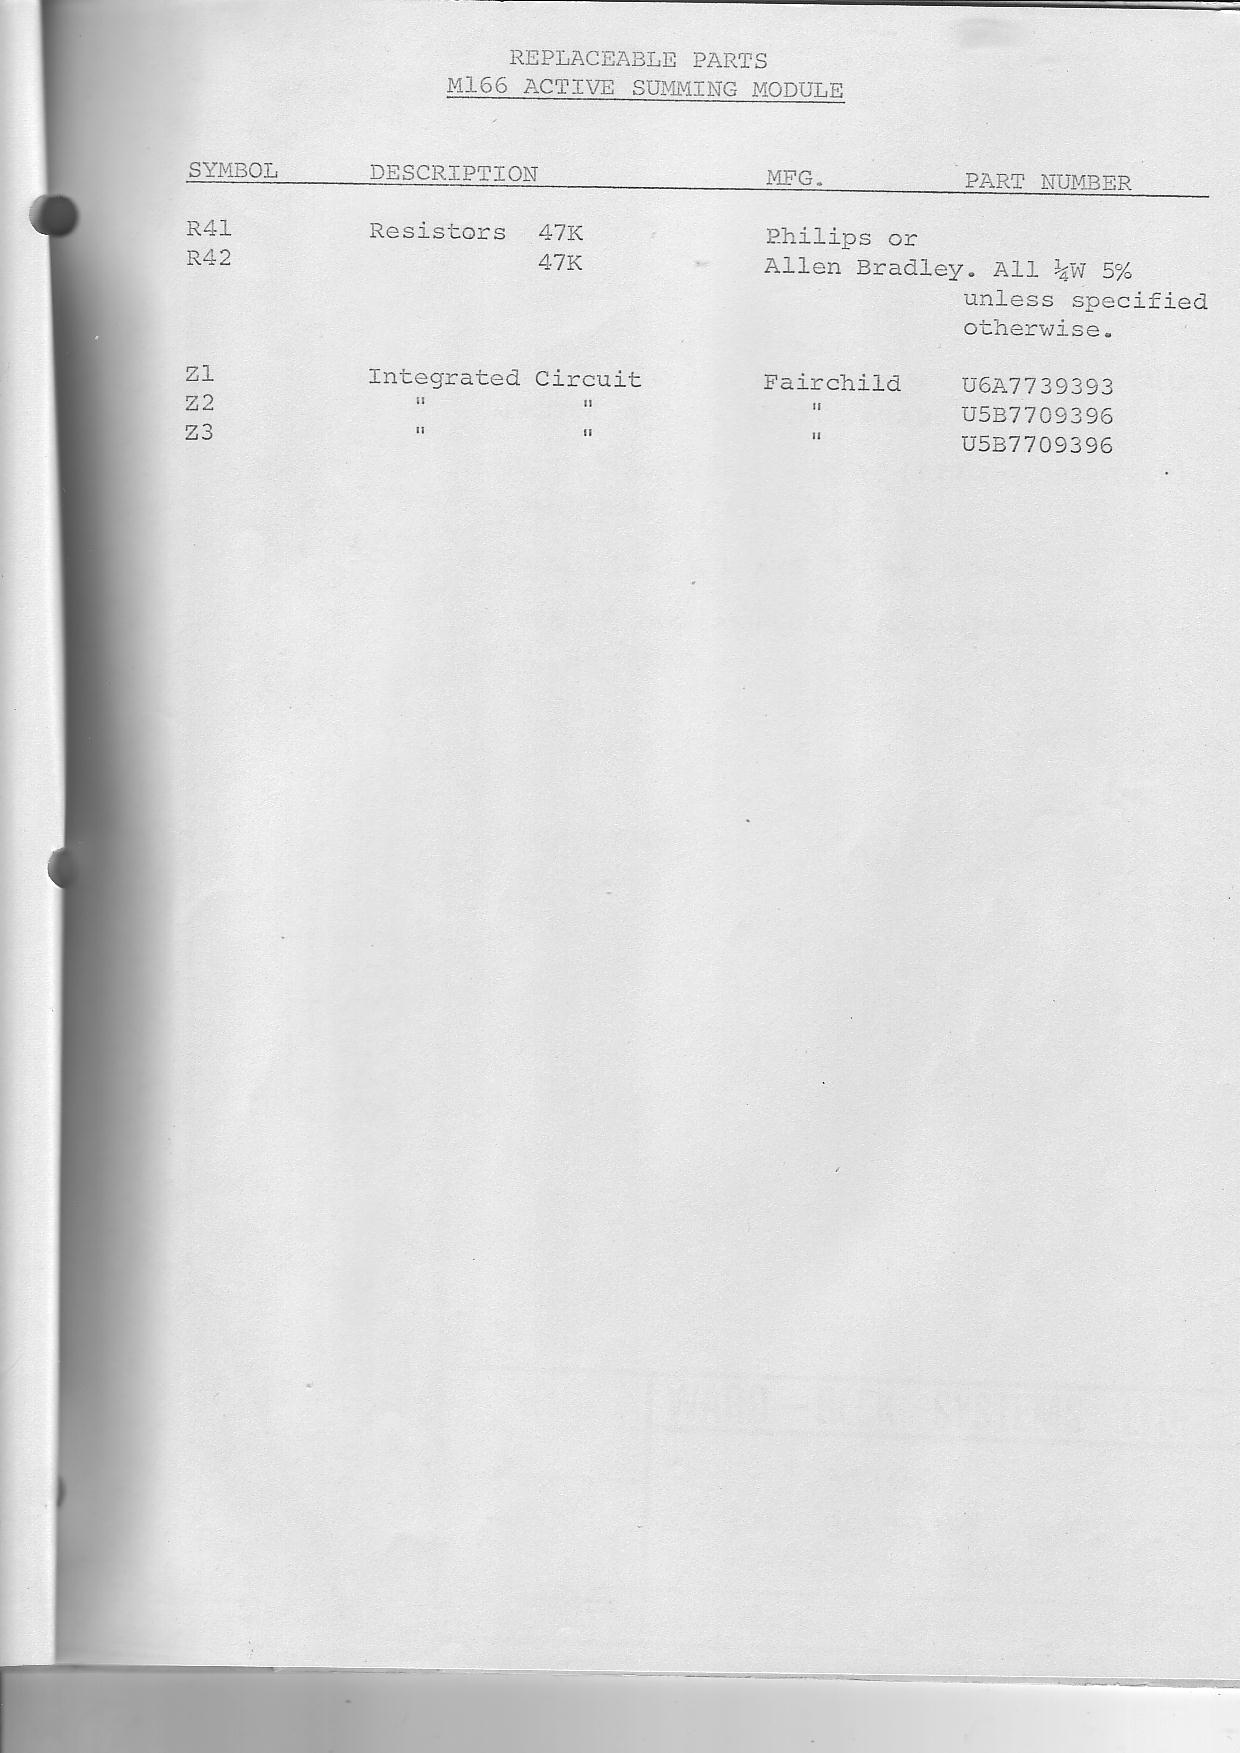 REPLACEABLE PARTS
M166 ACTIVE SUMMING MODULE
SYMBOL DESCRIPTION MFG. PART NUMBER
R41 Resistors 47K Philips or
R42 47K Allen Bradley. All ¼W 5%
unless specified
otherwise.
Z1 Integrated Circuit Fairchild U6A7739393
Z2 " " " U5B7709396
Z3 " " " U5B7709396